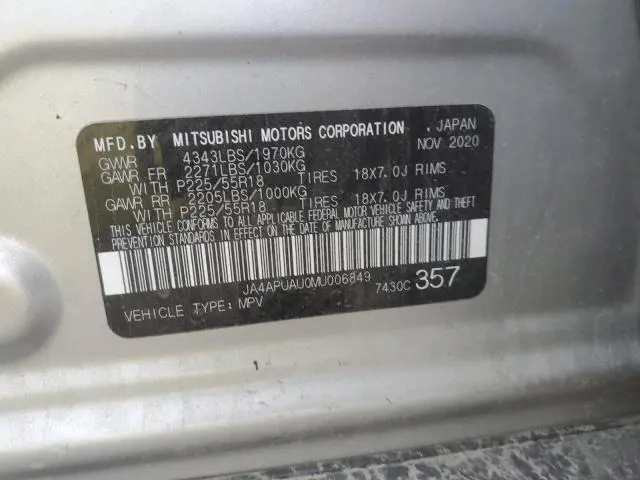 MFD.BY MITSUBISHI MOTORS CORPORATION . JAPAN
GVWR 4343LBS/1970KG NOV 2020
GAWR FR 2271LBS/1030KG
WITH P225/55R18 TIRES 18X7.0J RIMS
GAWR RR 2205LBS/1000KG
WITH P225/55R18 TIRES 18X7.0J RIMS
THIS VEHICLE CONFORMS TO ALL APPLICABLE FEDERAL MOTOR VEHICLE SAFETY AND THEFT
PREVENTION STANDARDS IN EFFECT ON THE DATE OF MANUFACTURE SHOWN ABOVE.
JA4APUAU0MU006849
7430C 357
VEHICLE TYPE: MPV